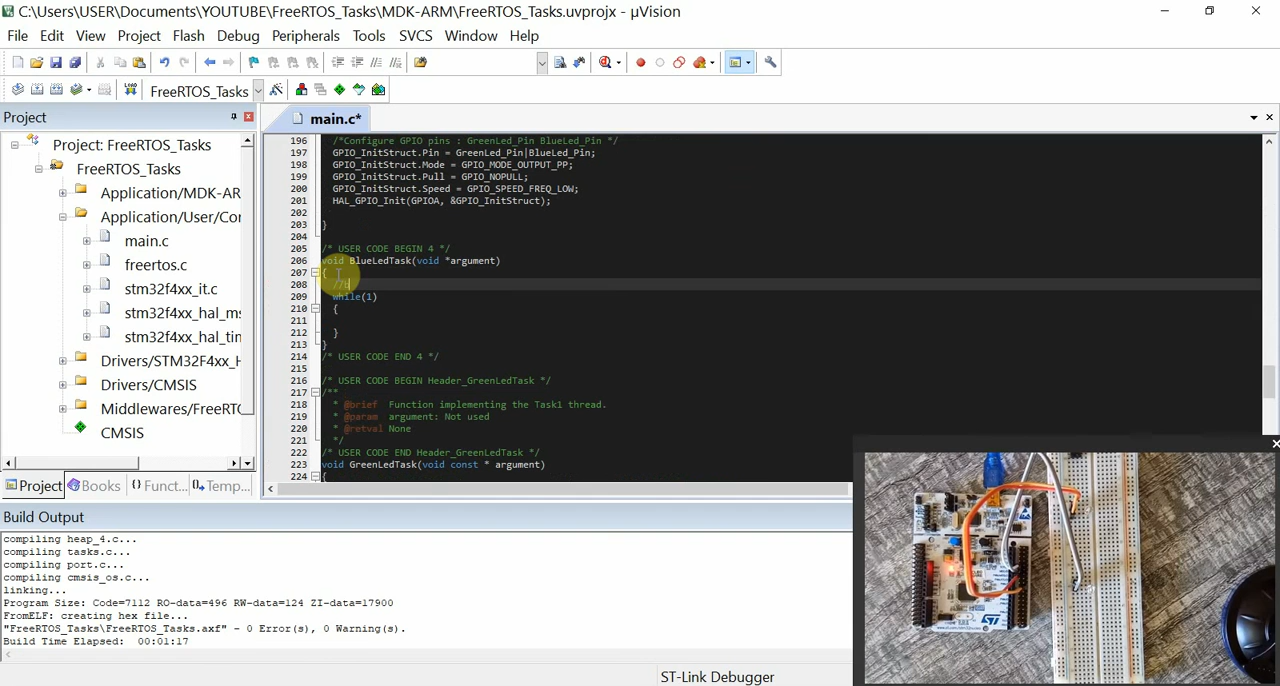 C:\Users\USER\Documents\YOUTUBE\FreeRTOS_Tasks\MDK-ARM\FreeRTOS_Tasks.uvprojx - µVision
File Edit View Project Flash Debug Peripherals Tools SVCS Window Help
FreeRTOS_Tasks
Project
main.c*
Project: FreeRTOS_Tasks
FreeRTOS_Tasks
Application/MDK-AR
Application/User/Cor
main.c
freertos.c
stm32f4xx_it.c
stm32f4xx_hal_ms
stm32f4xx_hal_tim
Drivers/STM32F4xx_H
Drivers/CMSIS
Middlewares/FreeRTO
CMSIS
196 /*Configure GPIO pins : GreenLed_Pin BlueLed_Pin */
197 GPIO_InitStruct.Pin = GreenLed_Pin|BlueLed_Pin;
198 GPIO_InitStruct.Mode = GPIO_MODE_OUTPUT_PP;
199 GPIO_InitStruct.Pull = GPIO_NOPULL;
200 GPIO_InitStruct.Speed = GPIO_SPEED_FREQ_LOW;
201 HAL_GPIO_Init(GPIOA, &GPIO_InitStruct);
202
203 }
204
205 /* USER CODE BEGIN 4 */
206 void BlueLedTask(void *argument)
207 {
208 //b
209 while(1)
210 {
211
212 }
213 }
214 /* USER CODE END 4 */
215
216 /* USER CODE BEGIN Header_GreenLedTask */
217 /**
218 * @brief Function implementing the Task1 thread.
219 * @param argument: Not used
220 * @retval None
221 */
222 /* USER CODE END Header_GreenLedTask */
223 void GreenLedTask(void const * argument)
224 {
Project Books {} Funct... Temp...
Build Output
compiling heap_4.c...
compiling tasks.c...
compiling port.c...
compiling cmsis_os.c...
linking...
Program Size: Code=7112 RO-data=496 RW-data=124 ZI-data=17900
FromELF: creating hex file...
"FreeRTOS_Tasks\FreeRTOS_Tasks.axf" - 0 Error(s), 0 Warning(s).
Build Time Elapsed: 00:01:17
ST-Link Debugger